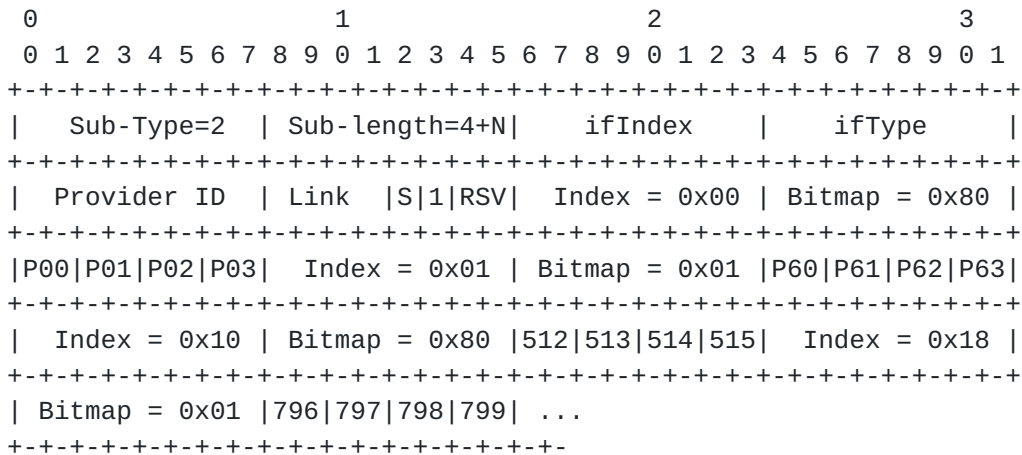 0                   1                   2                   3
 0 1 2 3 4 5 6 7 8 9 0 1 2 3 4 5 6 7 8 9 0 1 2 3 4 5 6 7 8 9 0 1
+-+-+-+-+-+-+-+-+-+-+-+-+-+-+-+-+-+-+-+-+-+-+-+-+-+-+-+-+-+-+-+-+
|   Sub-Type=2  | Sub-length=4+N|    ifIndex    |    ifType     |
+-+-+-+-+-+-+-+-+-+-+-+-+-+-+-+-+-+-+-+-+-+-+-+-+-+-+-+-+-+-+-+-+
|  Provider ID  | Link  |S|1|RSV|  Index = 0x00 | Bitmap = 0x80 |
+-+-+-+-+-+-+-+-+-+-+-+-+-+-+-+-+-+-+-+-+-+-+-+-+-+-+-+-+-+-+-+-+
|P00|P01|P02|P03|  Index = 0x01 | Bitmap = 0x01 |P60|P61|P62|P63|
+-+-+-+-+-+-+-+-+-+-+-+-+-+-+-+-+-+-+-+-+-+-+-+-+-+-+-+-+-+-+-+-+
|  Index = 0x10 | Bitmap = 0x80 |512|513|514|515|  Index = 0x18 |
+-+-+-+-+-+-+-+-+-+-+-+-+-+-+-+-+-+-+-+-+-+-+-+-+-+-+-+-+-+-+-+-+
| Bitmap = 0x01 |796|797|798|799| ...
+-+-+-+-+-+-+-+-+-+-+-+-+-+-+-+-+-+-